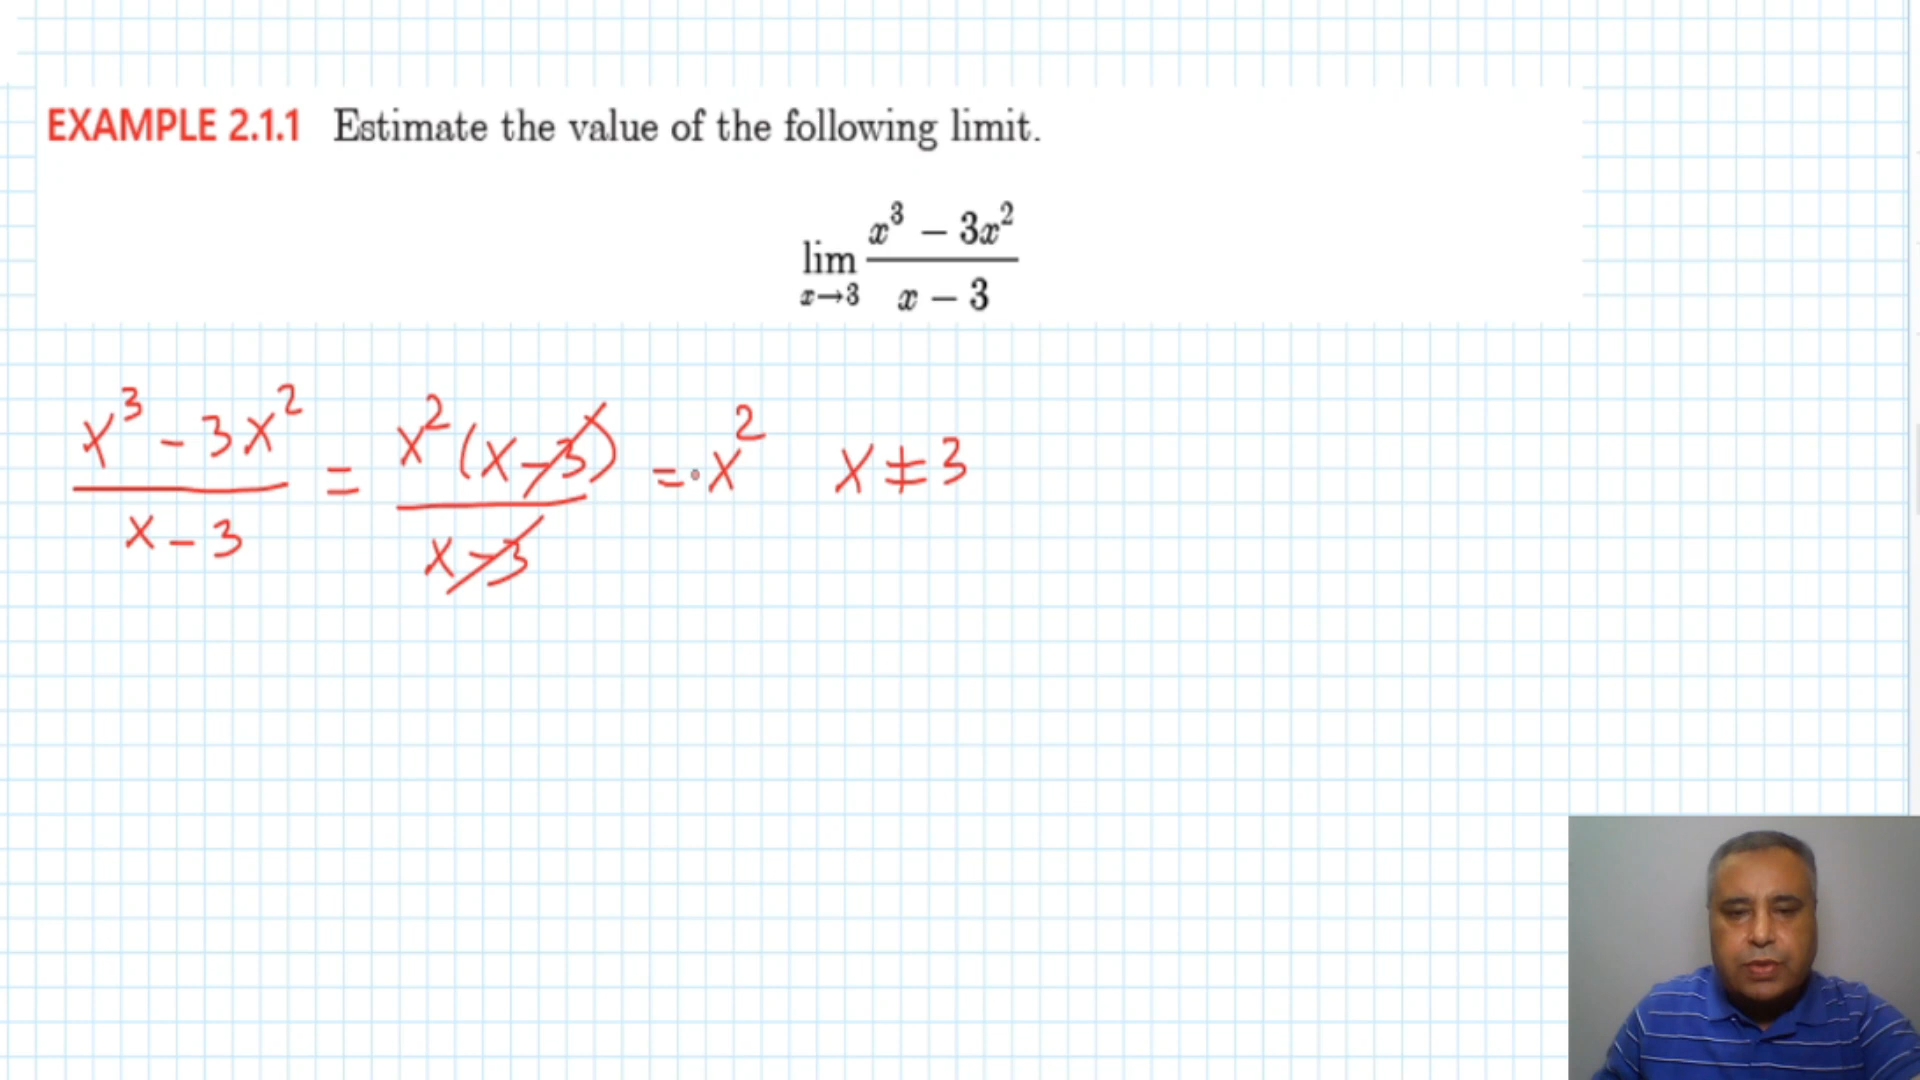 EXAMPLE 2.1.1 Estimate the value of the following limit.
lim x→3 (x³ − 3x²)/(x − 3)
(x³ − 3x²)/(x − 3) = x²(x−3)/(x−3) = x²   x ≠ 3